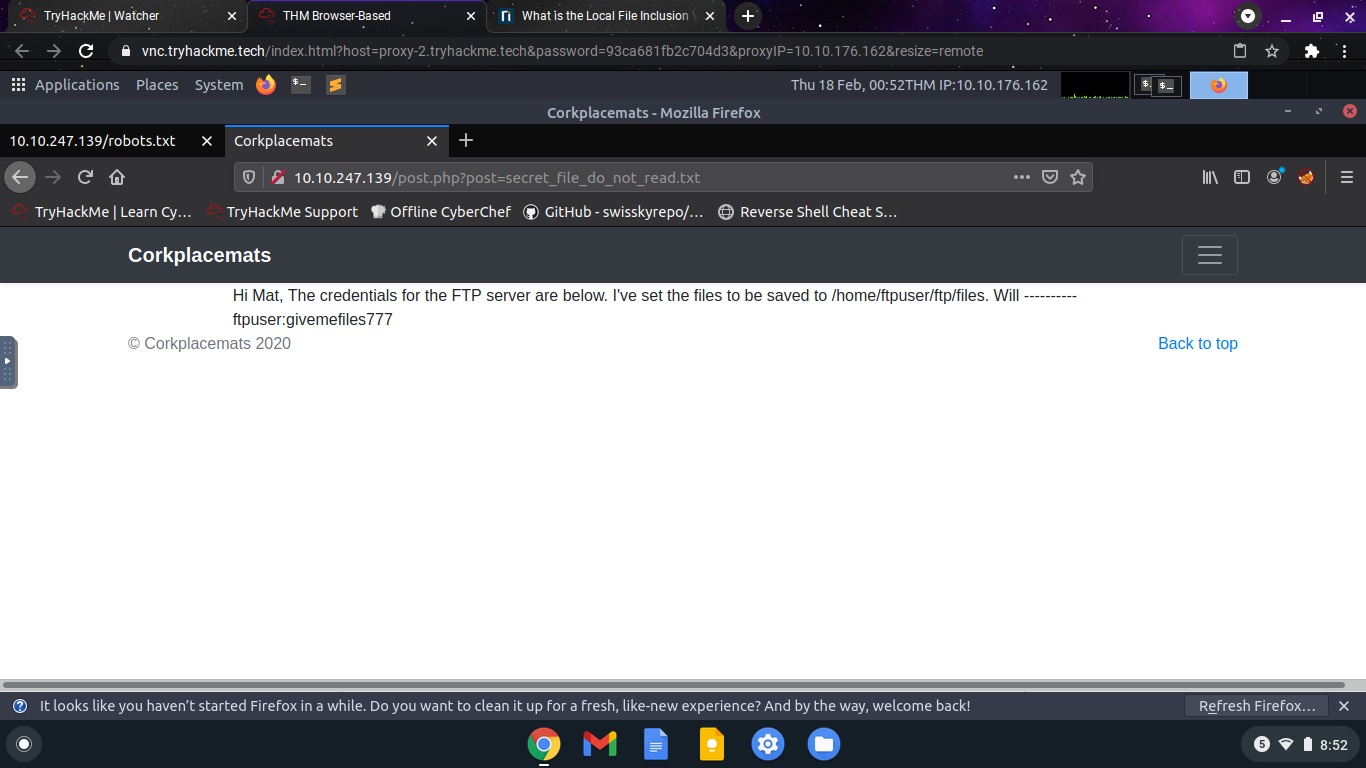 TryHackMe | Watcher
THM Browser-Based
What is the Local File Inclusion
vnc.tryhackme.tech/index.html?host=proxy-2.tryhackme.tech&password=93ca681fb2c704d3&proxyIP=10.10.176.162&resize=remote
Applications Places System Thu 18 Feb, 00:52THM IP:10.10.176.162
Corkplacemats - Mozilla Firefox
10.10.247.139/robots.txt Corkplacemats
10.10.247.139/post.php?post=secret_file_do_not_read.txt
TryHackMe | Learn Cy… TryHackMe Support Offline CyberChef GitHub - swisskyrepo/… Reverse Shell Cheat S…
Corkplacemats
Hi Mat, The credentials for the FTP server are below. I've set the files to be saved to /home/ftpuser/ftp/files. Will ----------
ftpuser:givemefiles777
© Corkplacemats 2020 Back to top
It looks like you haven't started Firefox in a while. Do you want to clean it up for a fresh, like-new experience? And by the way, welcome back! Refresh Firefox…
5 8:52